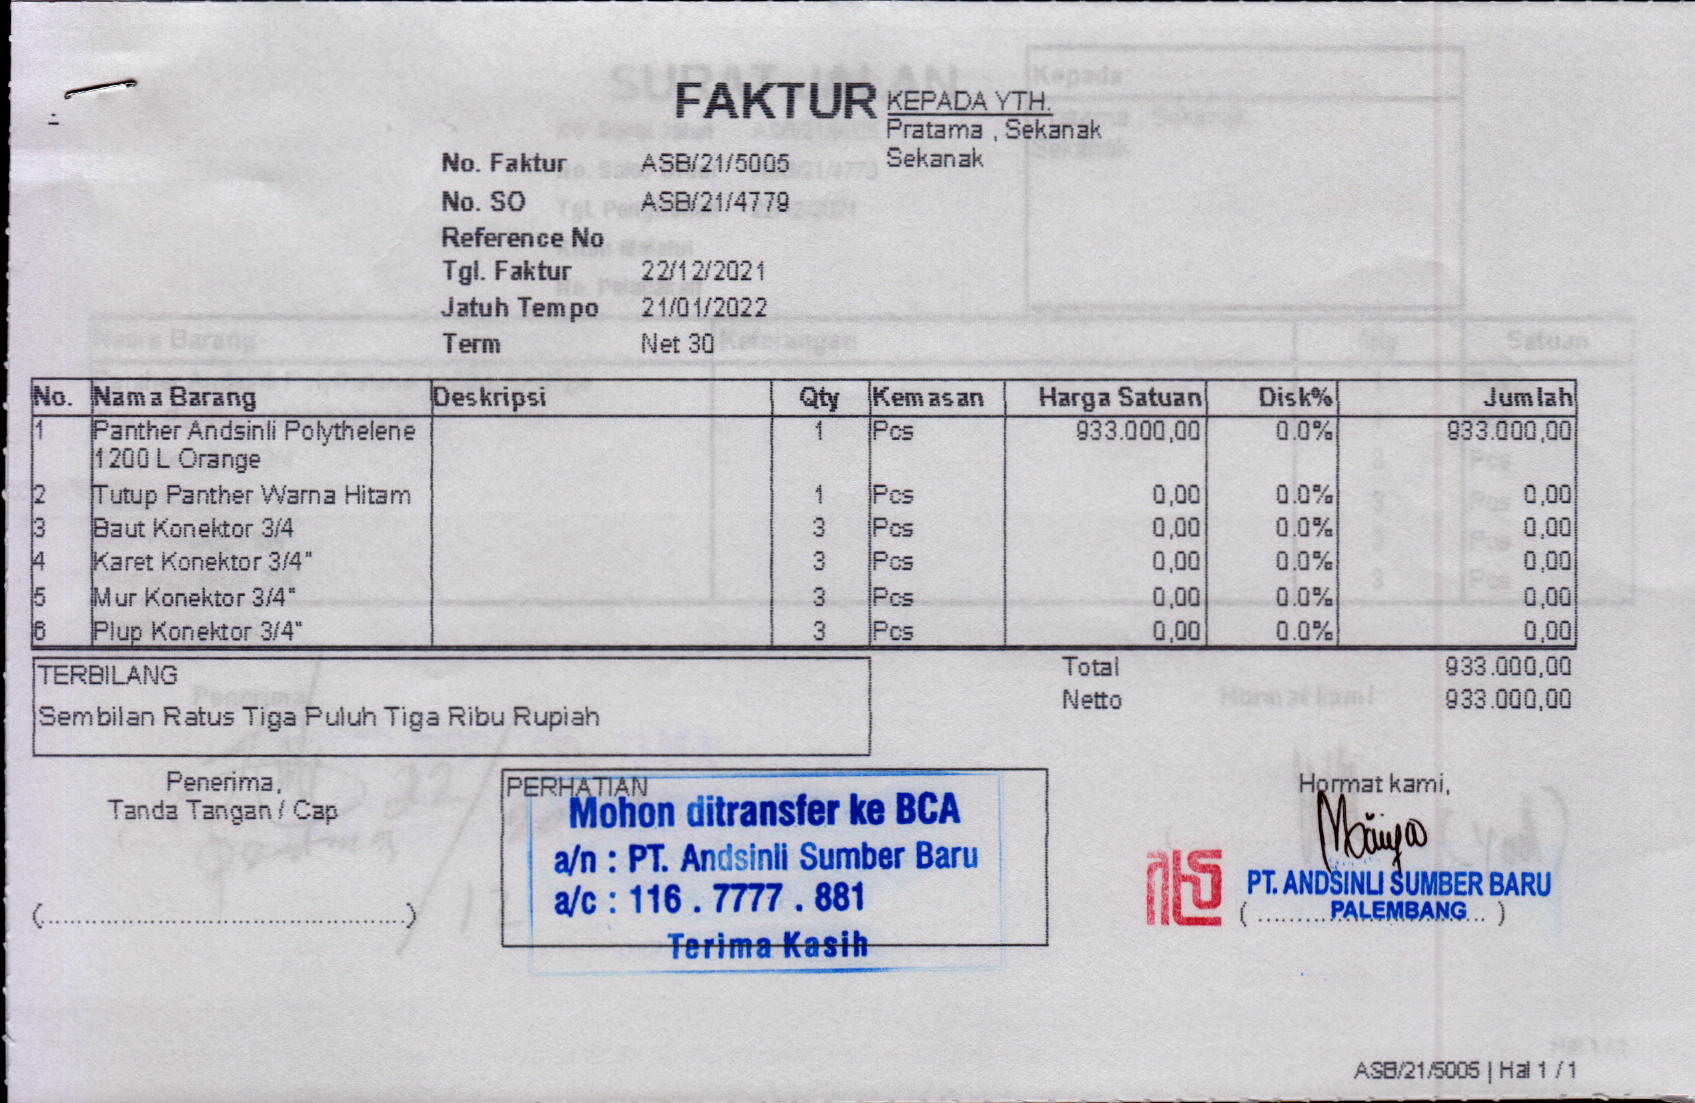 FAKTUR
KEPADA YTH.
Pratama , Sekanak
Sekanak
No. Faktur ASB/21/5005
No. SO ASB/21/4779
Reference No
Tgl. Faktur 22/12/2021
Jatuh Tempo 21/01/2022
Term Net 30
No. Nama Barang Deskripsi Qty Kemasan Harga Satuan Disk% Jumlah
1 Panther Andsinli Polythelene 1 Pcs 933.000,00 0.0% 933.000,00
1200 L Orange
2 Tutup Panther Warna Hitam 1 Pcs 0,00 0.0% 0,00
3 Baut Konektor 3/4 3 Pcs 0,00 0.0% 0,00
4 Karet Konektor 3/4" 3 Pcs 0,00 0.0% 0,00
5 Mur Konektor 3/4" 3 Pcs 0,00 0.0% 0,00
6 Plup Konektor 3/4" 3 Pcs 0,00 0.0% 0,00
TERBILANG
Sembilan Ratus Tiga Puluh Tiga Ribu Rupiah
Total 933.000,00
Netto 933.000,00
Penerima,
Tanda Tangan / Cap
(........................................)
PERHATIAN
Mohon ditransfer ke BCA
a/n : PT. Andsinli Sumber Baru
a/c : 116 . 7777 . 881
Terima Kasih
Hormat kami,
PT. ANDSINLI SUMBER BARU
PALEMBANG
ASB/21/5005 | Hal 1 / 1